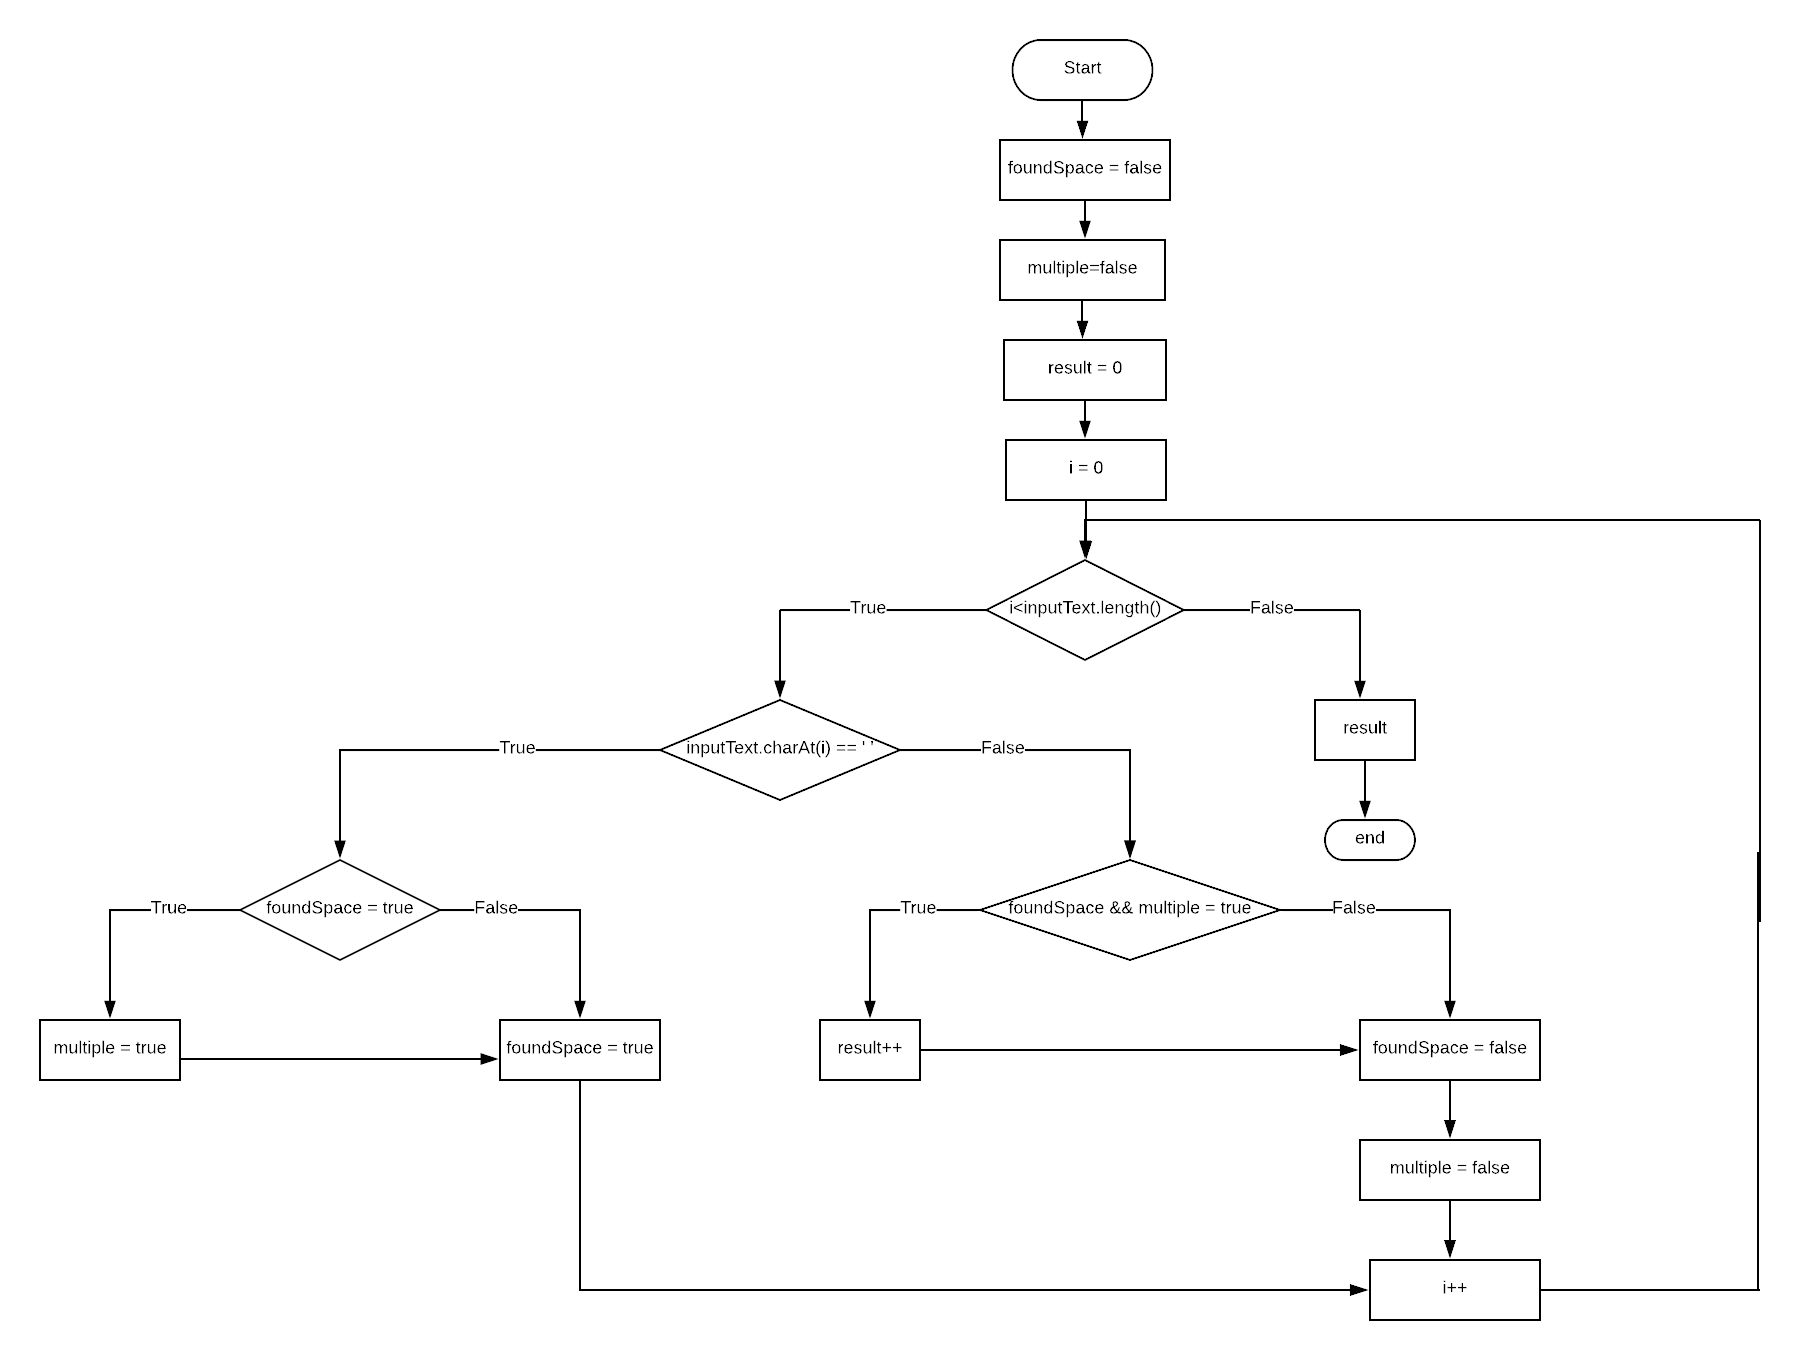 Start
foundSpace = false
multiple=false
result = 0
i = 0
i<inputText.length()
True
False
inputText.charAt(i) == ' '
result
True
False
end
foundSpace = true
True
False
foundSpace && multiple = true
True
False
multiple = true
foundSpace = true
result++
foundSpace = false
multiple = false
i++